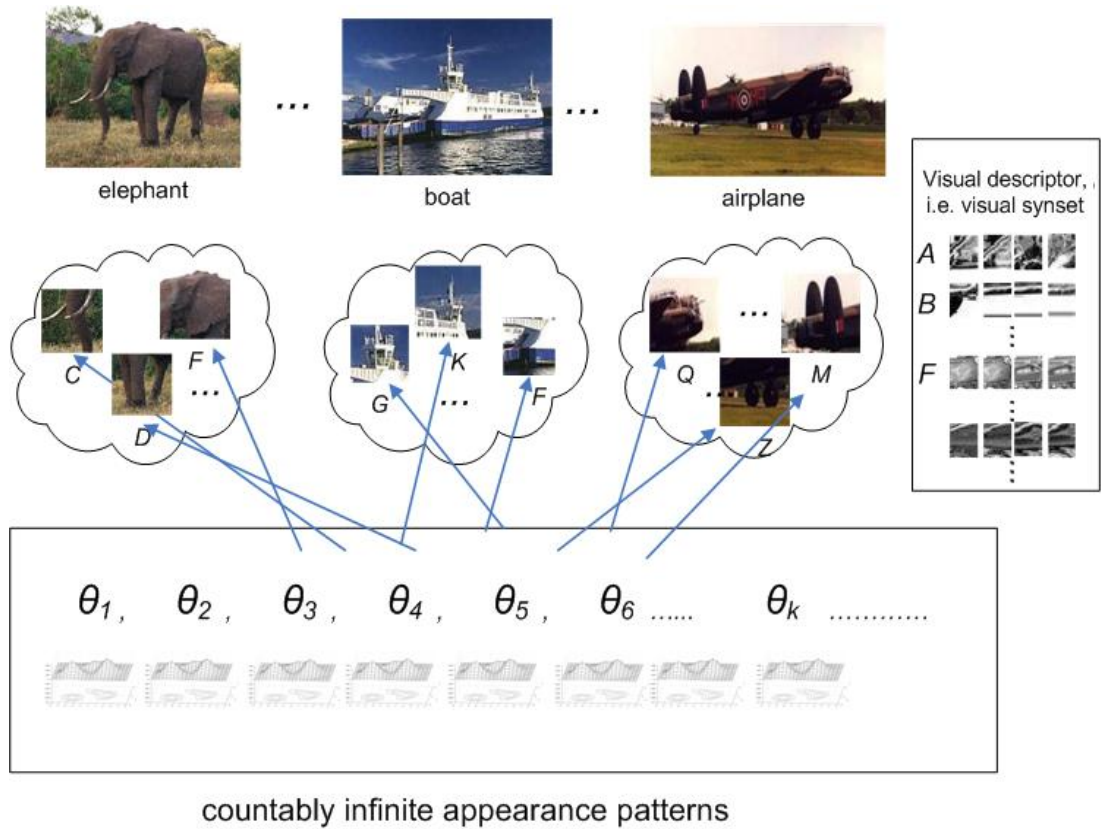 elephant
...
boat
...
airplane
Visual descriptor, ,
i.e. visual synset
A
B
F
C
F
D
...
G
K
...
F
Q
...
M
...
Z
θ1 , θ2 , θ3 , θ4 , θ5 , θ6 ...... θk ............
countably infinite appearance patterns